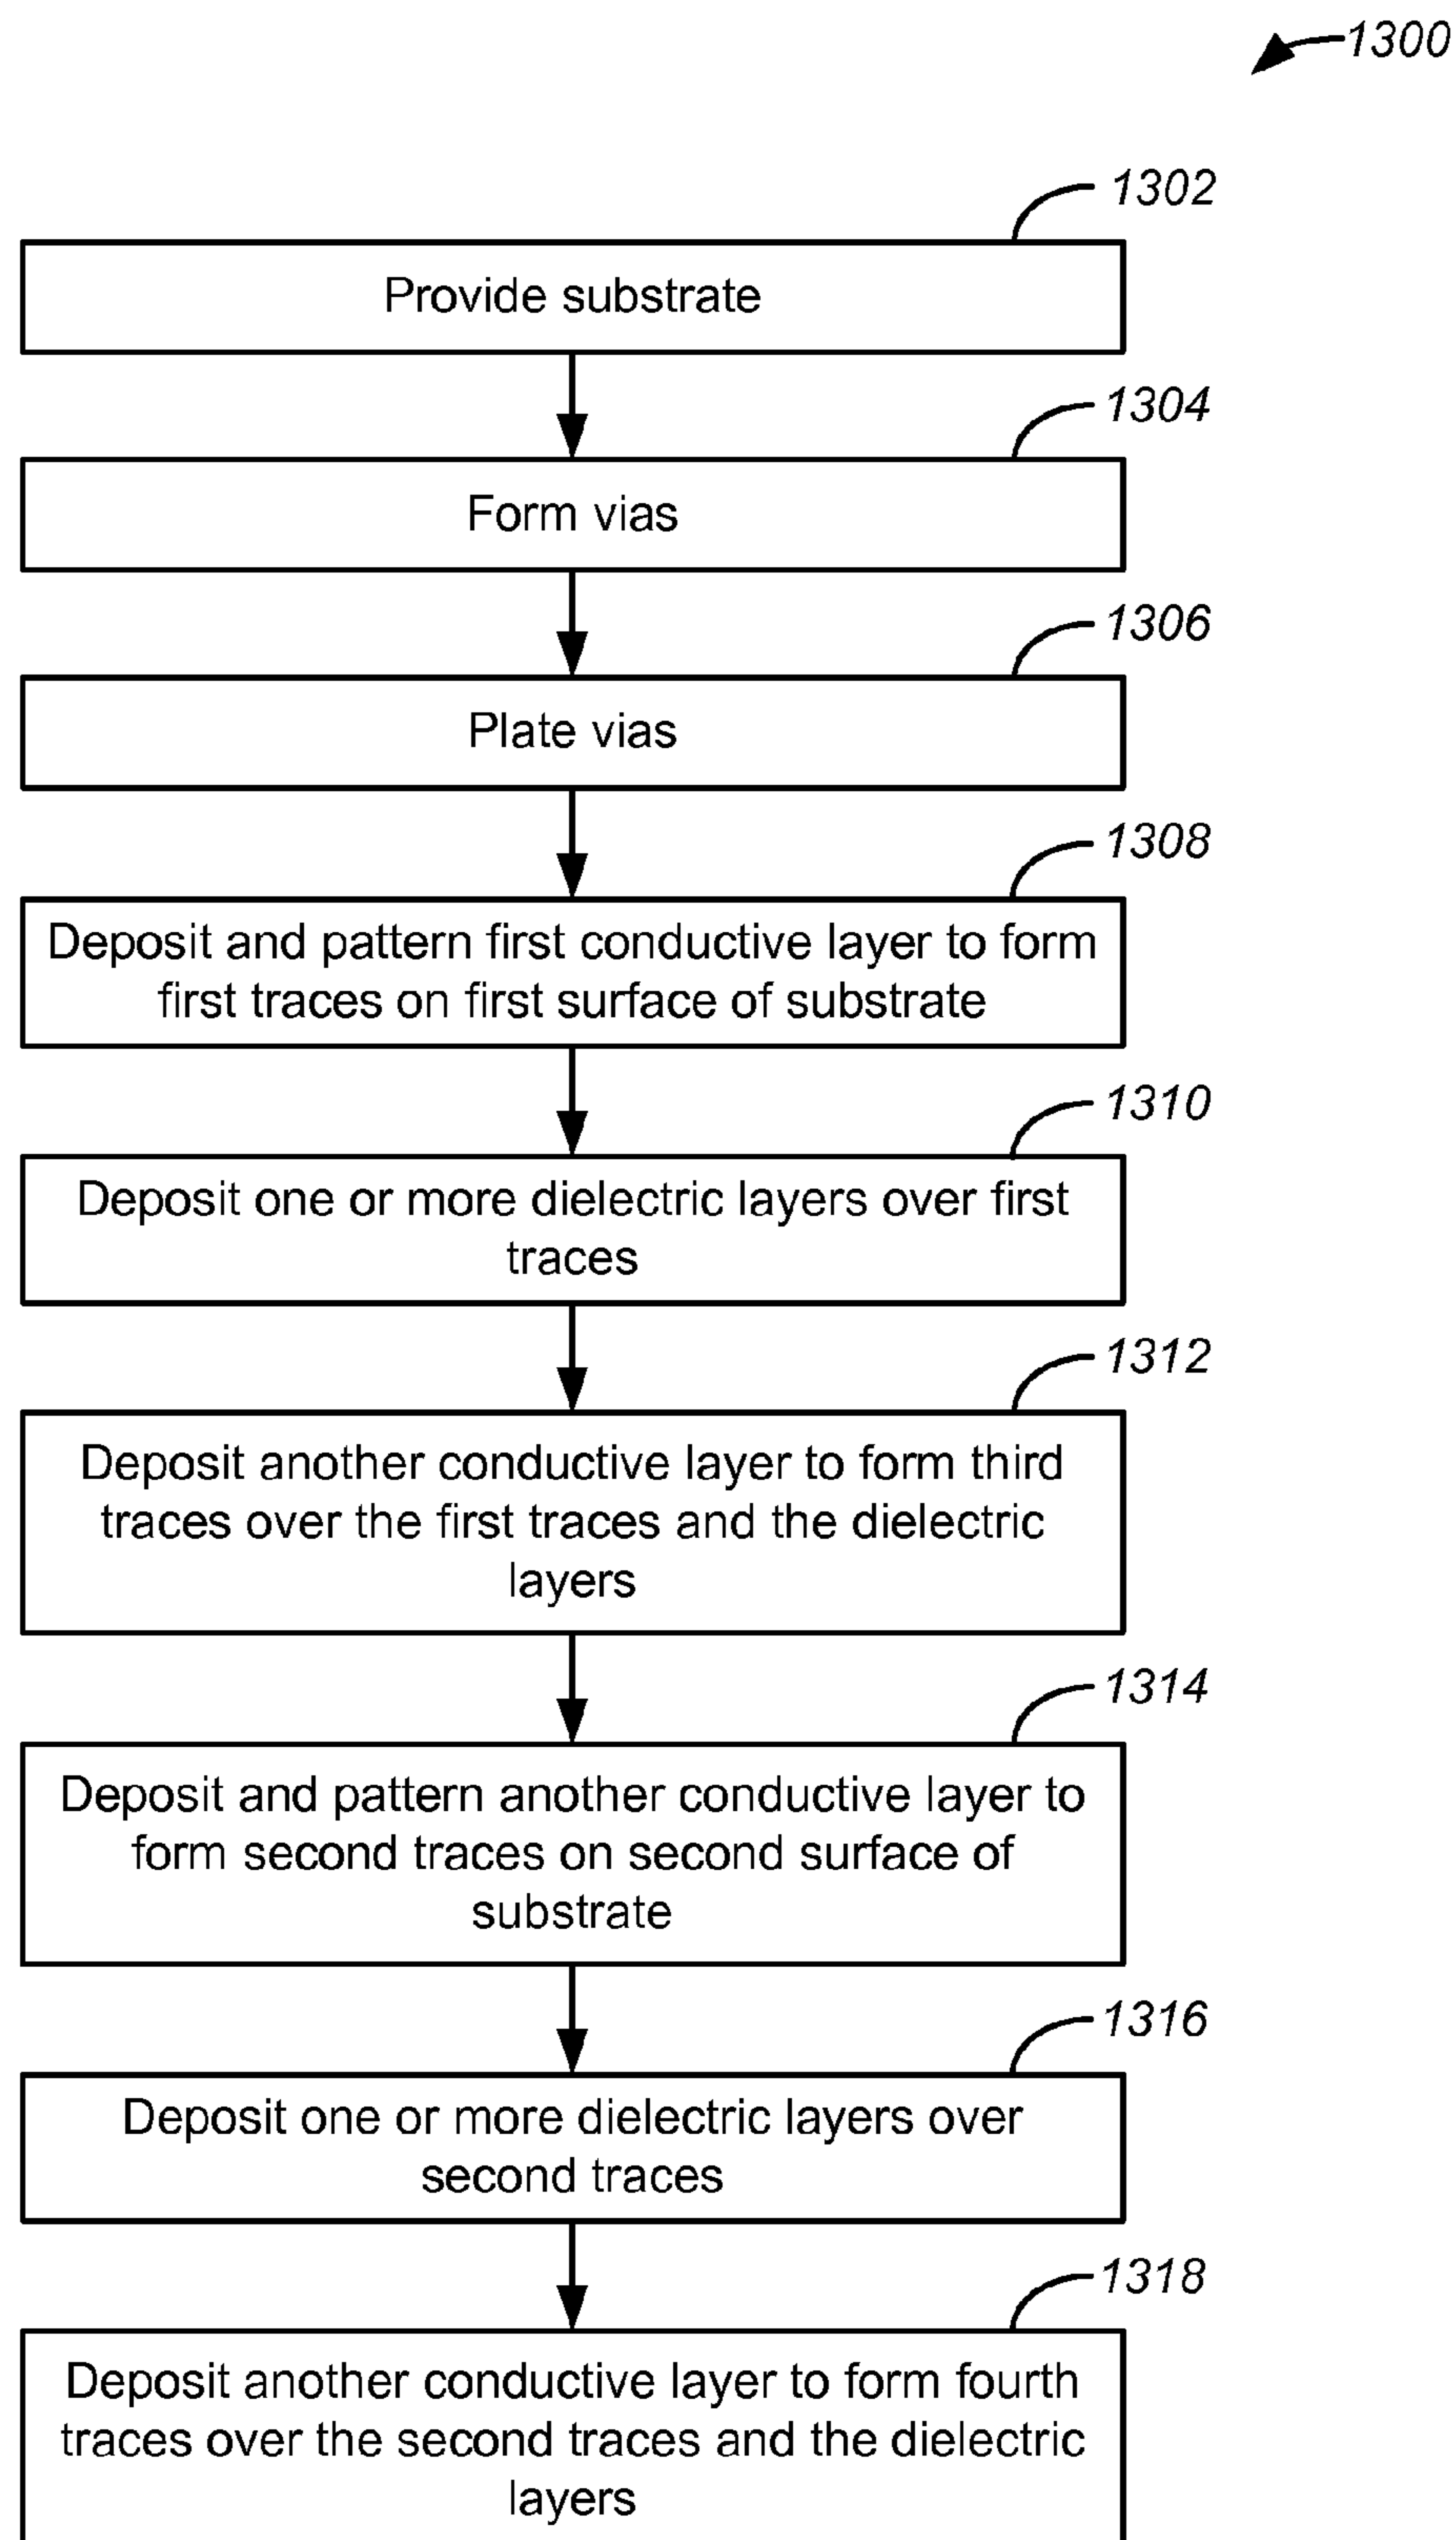 1300
1302
Provide substrate
1304
Form vias
1306
Plate vias
1308
Deposit and pattern first conductive layer to form
first traces on first surface of substrate
1310
Deposit one or more dielectric layers over first
traces
1312
Deposit another conductive layer to form third
traces over the first traces and the dielectric
layers
1314
Deposit and pattern another conductive layer to
form second traces on second surface of
substrate
1316
Deposit one or more dielectric layers over
second traces
1318
Deposit another conductive layer to form fourth
traces over the second traces and the dielectric
layers